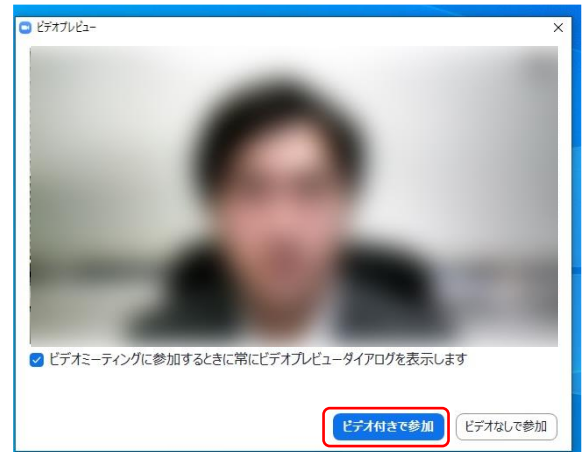 ビデオプレビュー
ビデオミーティングに参加するときに常にビデオプレビューダイアログを表示します
ビデオ付きで参加 ビデオなしで参加